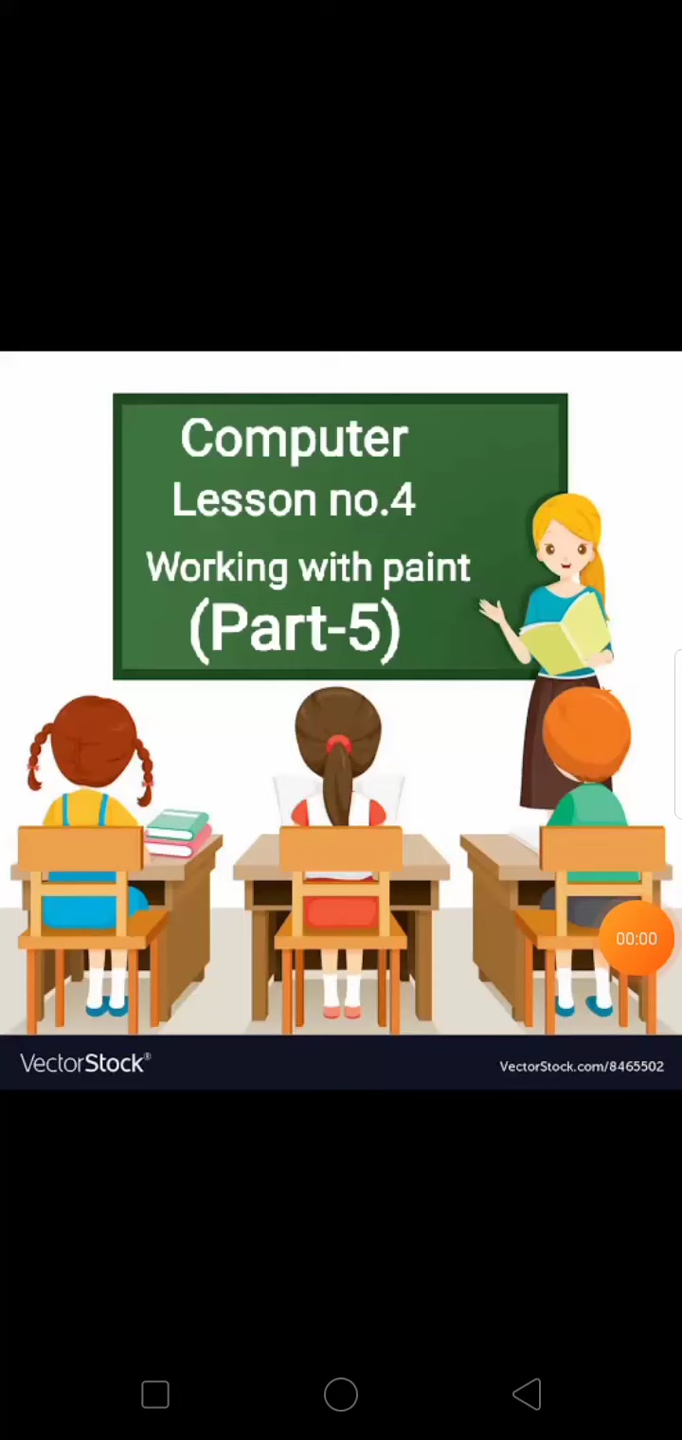 Computer
Lesson no.4
Working with paint
(Part-5)
00:00
VectorStock®
VectorStock.com/8465502